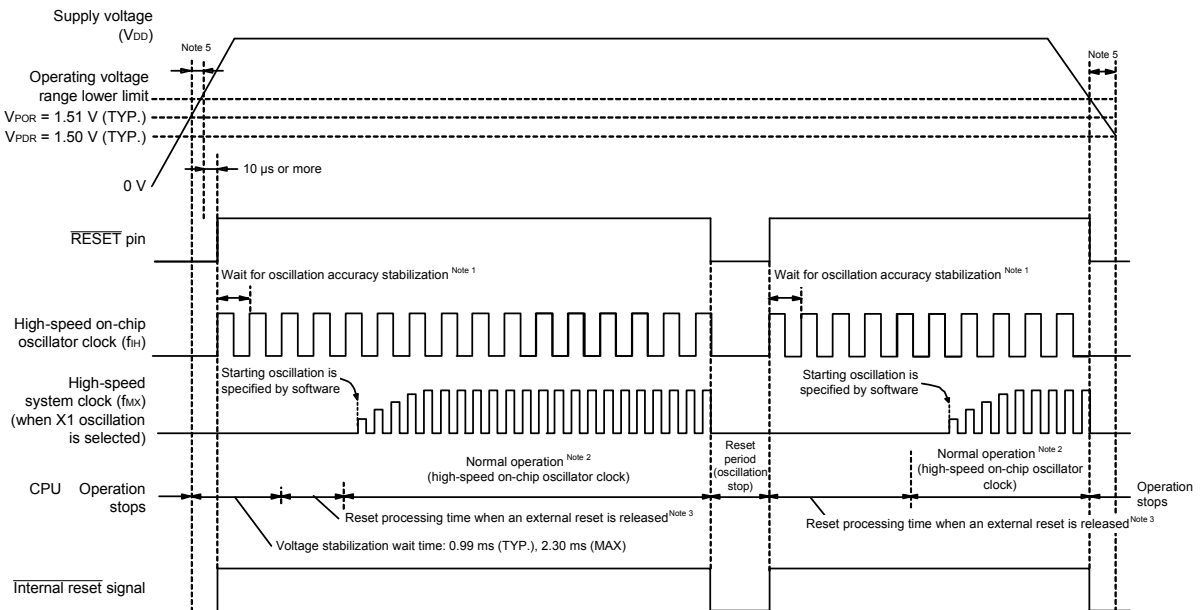 Supply voltage
(VDD)
Note 5
Note 5
Operating voltage
range lower limit
VPOR = 1.51 V (TYP.)
VPDR = 1.50 V (TYP.)
10 μs or more
0 V
RESET pin
Wait for oscillation accuracy stabilization Note 1
Wait for oscillation accuracy stabilization Note 1
High-speed on-chip
oscillator clock (fIH)
Starting oscillation is
specified by software
Starting oscillation is
specified by software
High-speed
system clock (fMX)
(when X1 oscillation
is selected)
Reset
period
(oscillation
stop)
Normal operation Note 2
(high-speed on-chip oscillator clock)
Normal operation Note 2
(high-speed on-chip oscillator
clock)
CPU Operation
stops
Operation
stops
Reset processing time when an external reset is released Note 3
Reset processing time when an external reset is released Note 3
Voltage stabilization wait time: 0.99 ms (TYP.), 2.30 ms (MAX)
Internal reset signal